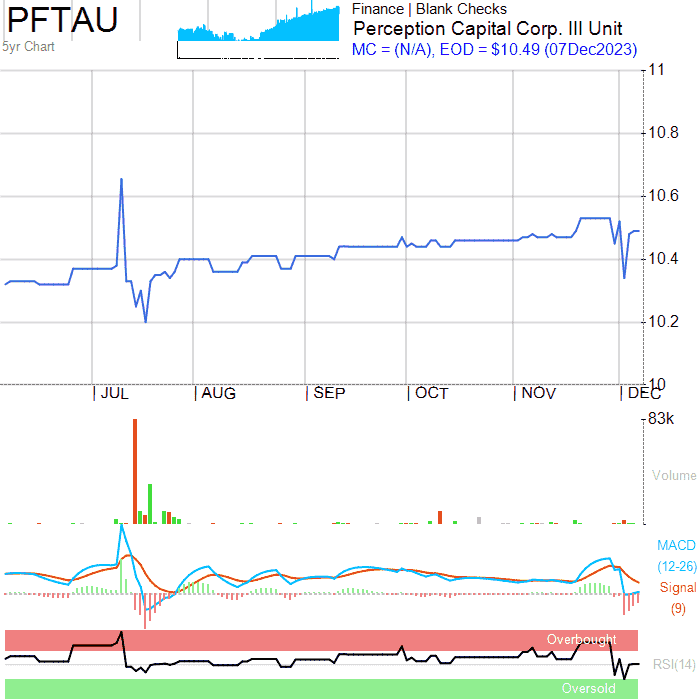 PFTAU
5yr Chart
Finance | Blank Checks
Perception Capital Corp. III Unit
MC = (N/A), EOD = $10.49 (07Dec2023)
11
10.8
10.6
10.4
10.2
10
JUL AUG SEP OCT NOV DEC
83k
Volume
MACD
(12-26)
Signal
(9)
Overbought
RSI(14)
Oversold